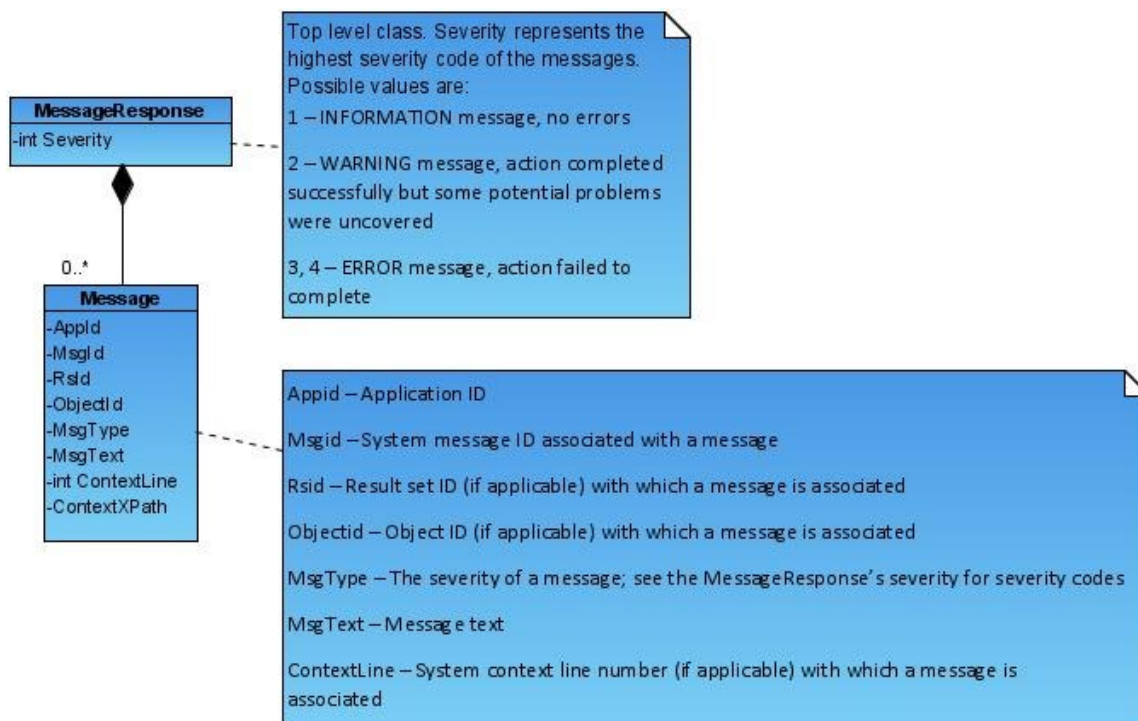 MessageResponse
-int Severity
Top level class. Severity represents the
highest severity code of the messages.
Possible values are:
1 – INFORMATION message, no errors
2 – WARNING message, action completed
successfully but some potential problems
were uncovered
3, 4 – ERROR message, action failed to
complete
0..*
Message
-AppId
-MsgId
-RsId
-ObjectId
-MsgType
-MsgText
-int ContextLine
-ContextXPath
Appid – Application ID
Msgid – System message ID associated with a message
Rsid – Result set ID (if applicable) with which a message is associated
Objectid – Object ID (if applicable) with which a message is associated
MsgType – The severity of a message; see the MessageResponse’s severity for severity codes
MsgText – Message text
ContextLine – System context line number (if applicable) with which a message is
associated